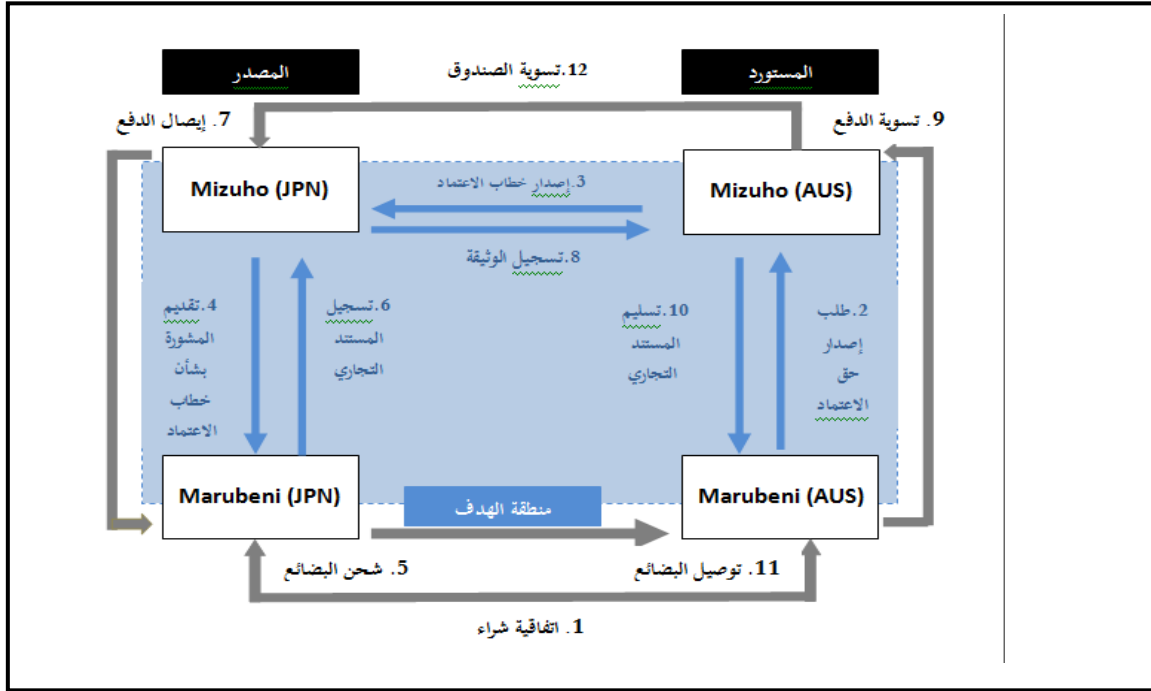 المصدر
12.تسوية الصندوق
المستورد
7. إيصال الدفع
9. تسوية الدفع
Mizuho (JPN)
3.إصدار خطاب الاعتماد
Mizuho (AUS)
8.تسجيل الوثيقة
4.تقديم
المشورة
بشأن
خطاب
الاعتماد
6.تسجيل
المستند
التجاري
10.تسليم
المستند
التجاري
2.طلب
إصدار
حق
الاعتماد
Marubeni (JPN)
منطقة الهدف
Marubeni (AUS)
5. شحن البضائع
11. توصيل البضائع
1. اتفاقية شراء